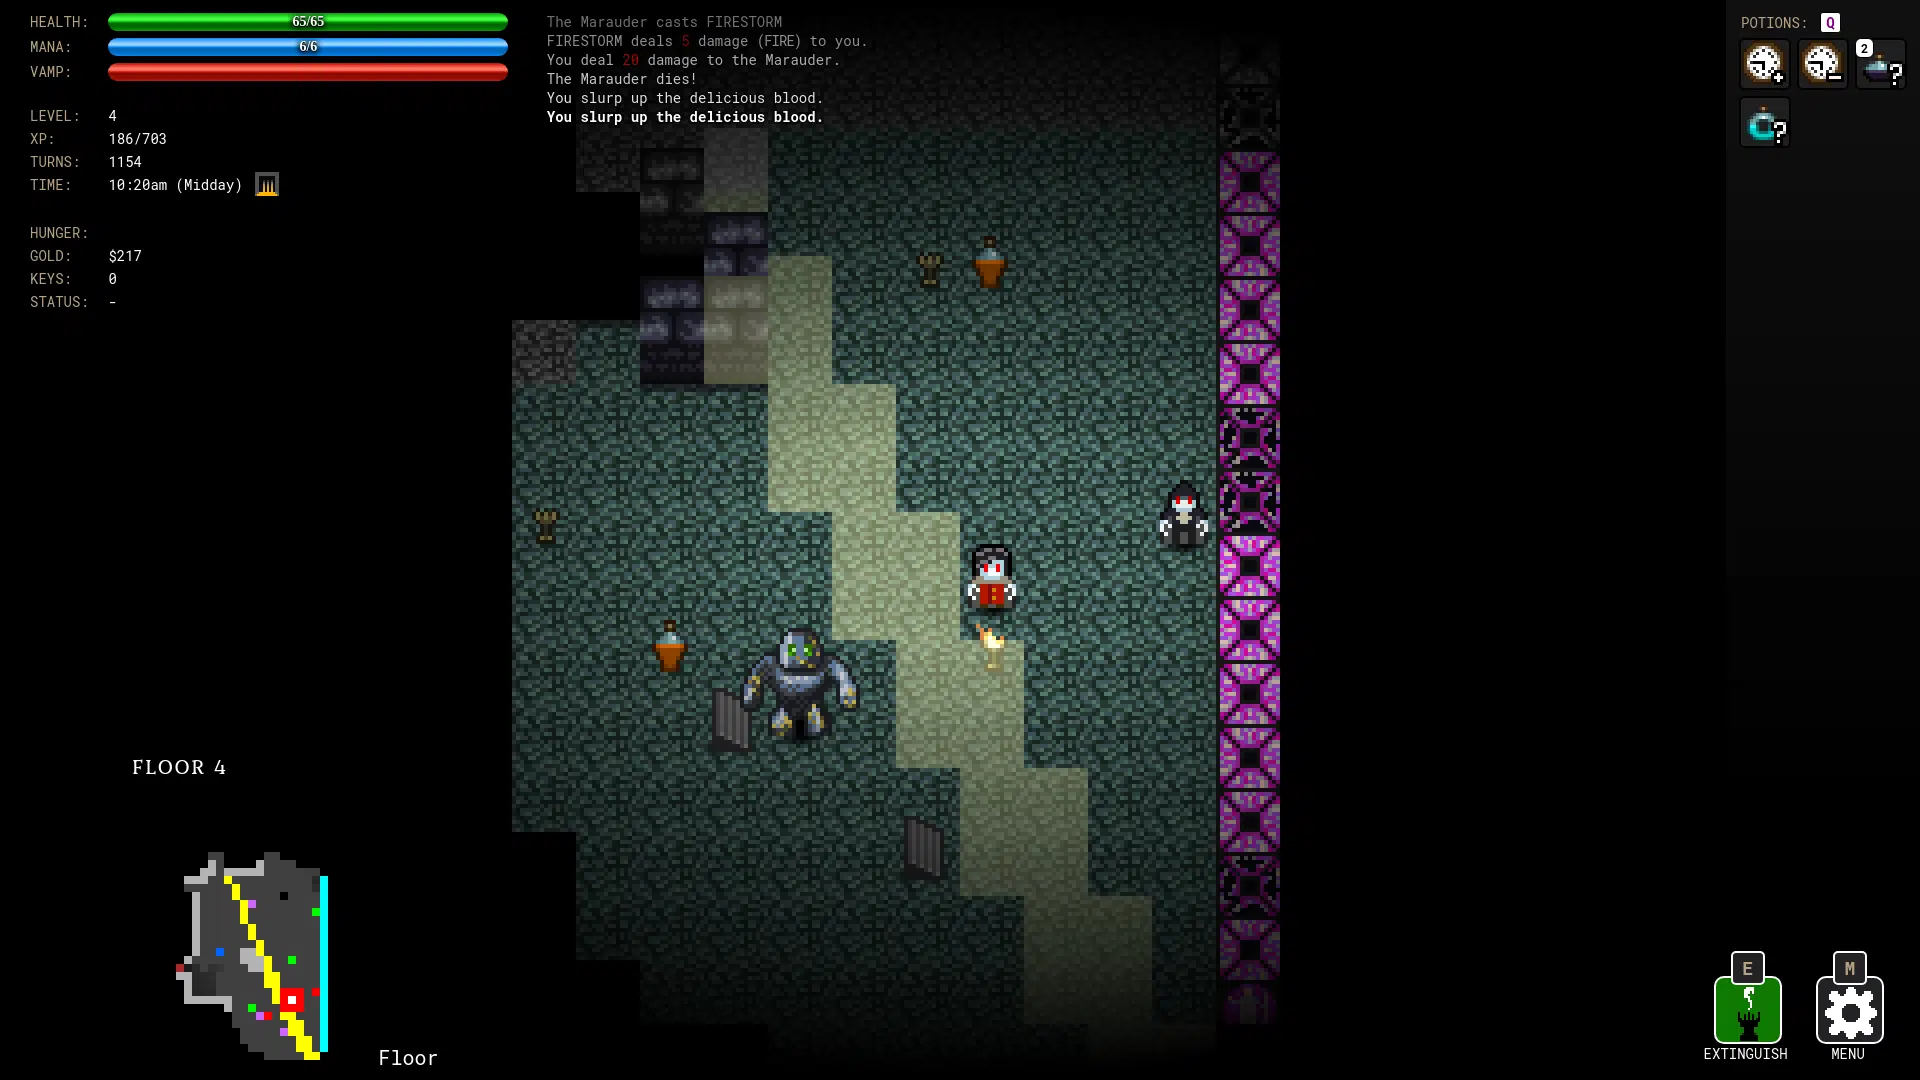 HEALTH: 65/65
MANA: 6/6
VAMP:
LEVEL: 4
XP: 186/703
TURNS: 1154
TIME: 10:20am (Midday)
HUNGER:
GOLD: $217
KEYS: 0
STATUS: -
The Marauder casts FIRESTORM
FIRESTORM deals 5 damage (FIRE) to you.
You deal 20 damage to the Marauder.
The Marauder dies!
You slurp up the delicious blood.
You slurp up the delicious blood.
POTIONS: Q
+
-
2
?
?
FLOOR 4
Floor
E
EXTINGUISH
M
MENU